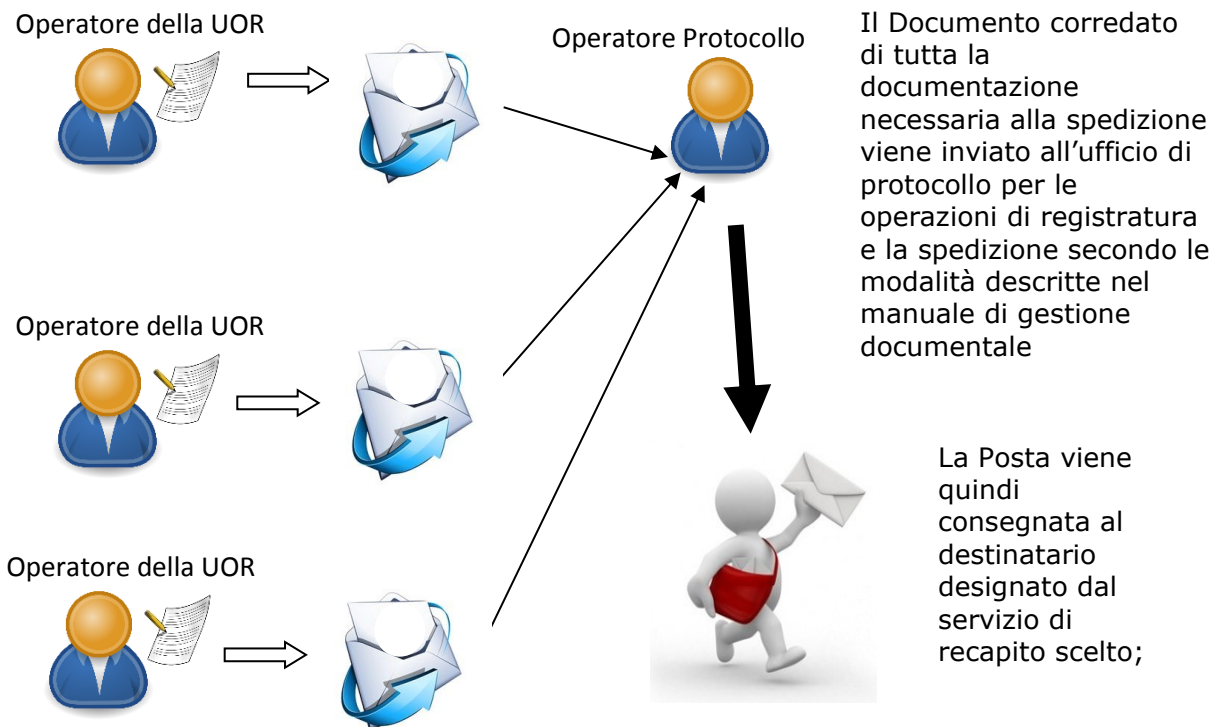 Operatore della UOR
Operatore Protocollo
Il Documento corredato
di tutta la
documentazione
necessaria alla spedizione
viene inviato all’ufficio di
protocollo per le
operazioni di registratura
e la spedizione secondo le
modalità descritte nel
manuale di gestione
documentale
Operatore della UOR
La Posta viene
quindi
consegnata al
destinatario
designato dal
servizio di
recapito scelto;
Operatore della UOR